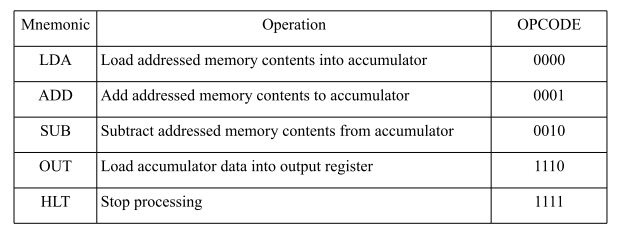 Mnemonic Operation OPCODE
LDA Load addressed memory contents into accumulator 0000
ADD Add addressed memory contents to accumulator 0001
SUB Subtract addressed memory contents from accumulator 0010
OUT Load accumulator data into output register 1110
HLT Stop processing 1111